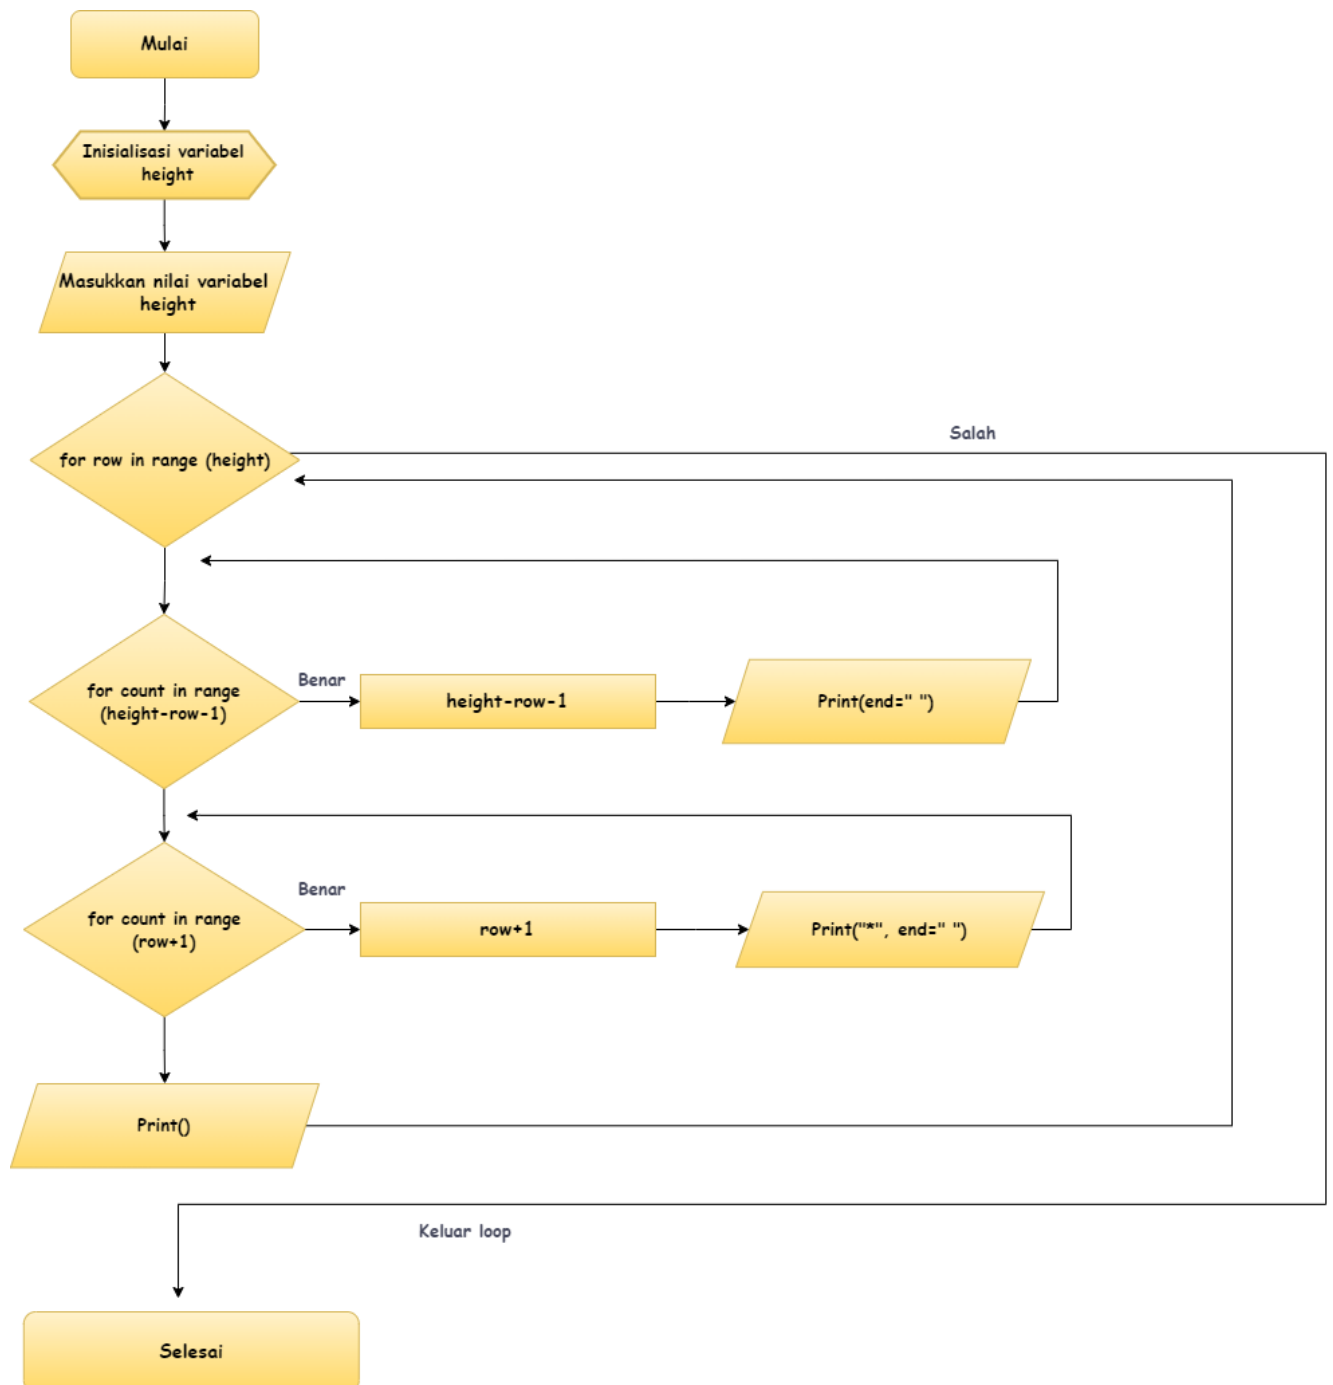 Mulai
Inisialisasi variabel
height
Masukkan nilai variabel
height
for row in range (height)
Salah
for count in range
(height-row-1)
Benar
height-row-1
Print(end=" ")
for count in range
(row+1)
Benar
row+1
Print("*", end=" ")
Print()
Keluar loop
Selesai